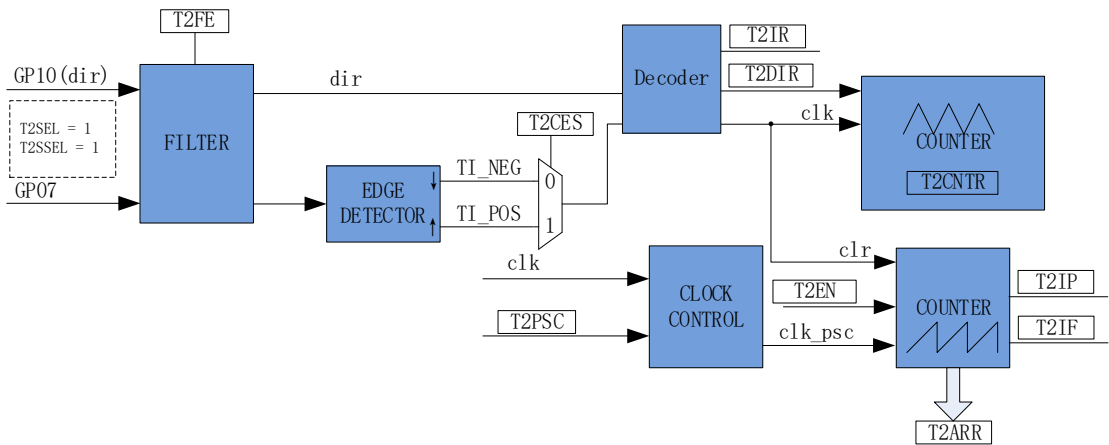 T2FE
T2IR
GP10(dir)
dir
Decoder
T2DIR
T2SEL = 1
T2SSEL = 1
FILTER
T2CES
clk
COUNTER
T2CNTR
GP07
EDGE
DETECTOR
TI_NEG
TI_POS
0
1
clk
T2PSC
CLOCK
CONTROL
clr
T2EN
clk_psc
COUNTER
T2IP
T2IF
T2ARR